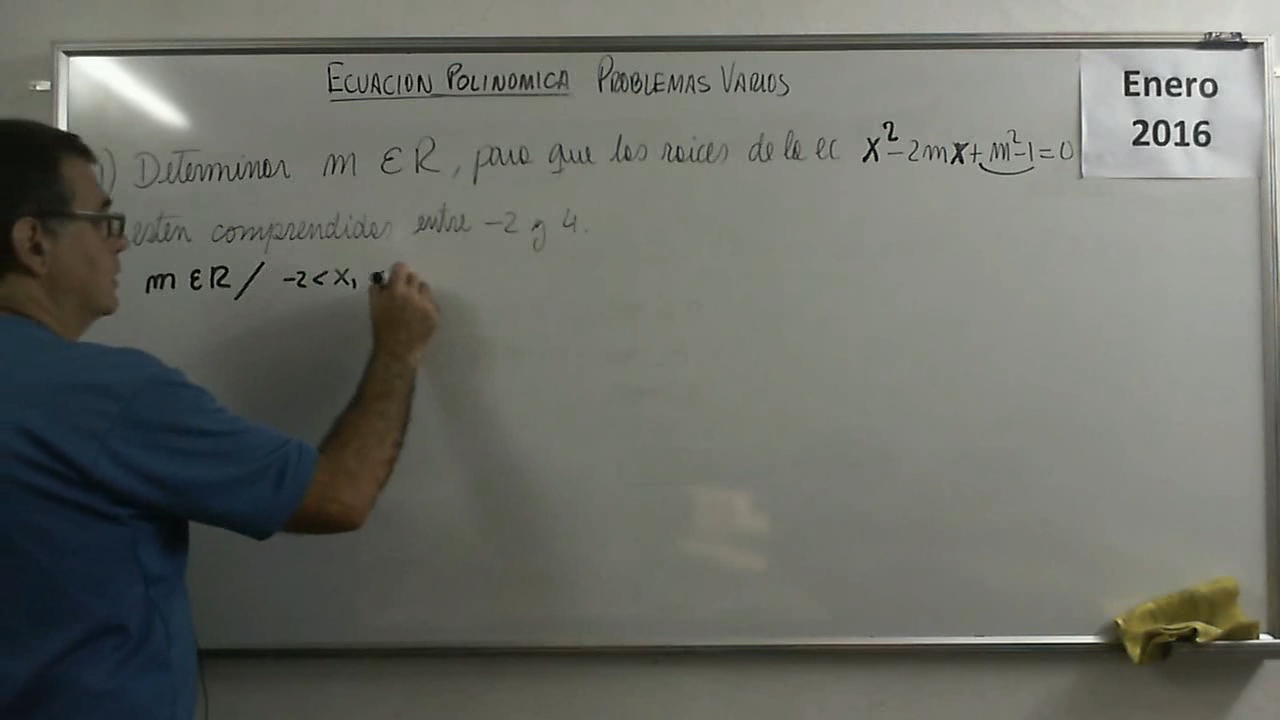 ECUACION POLINOMICA PROBLEMAS VARIOS
Enero
2016
) Determinar m ∈ R, para que las raices de la ec x²-2mx+m²-1=0
esten comprendidas entre -2 y 4.
m ∈ R / -2 < x₁